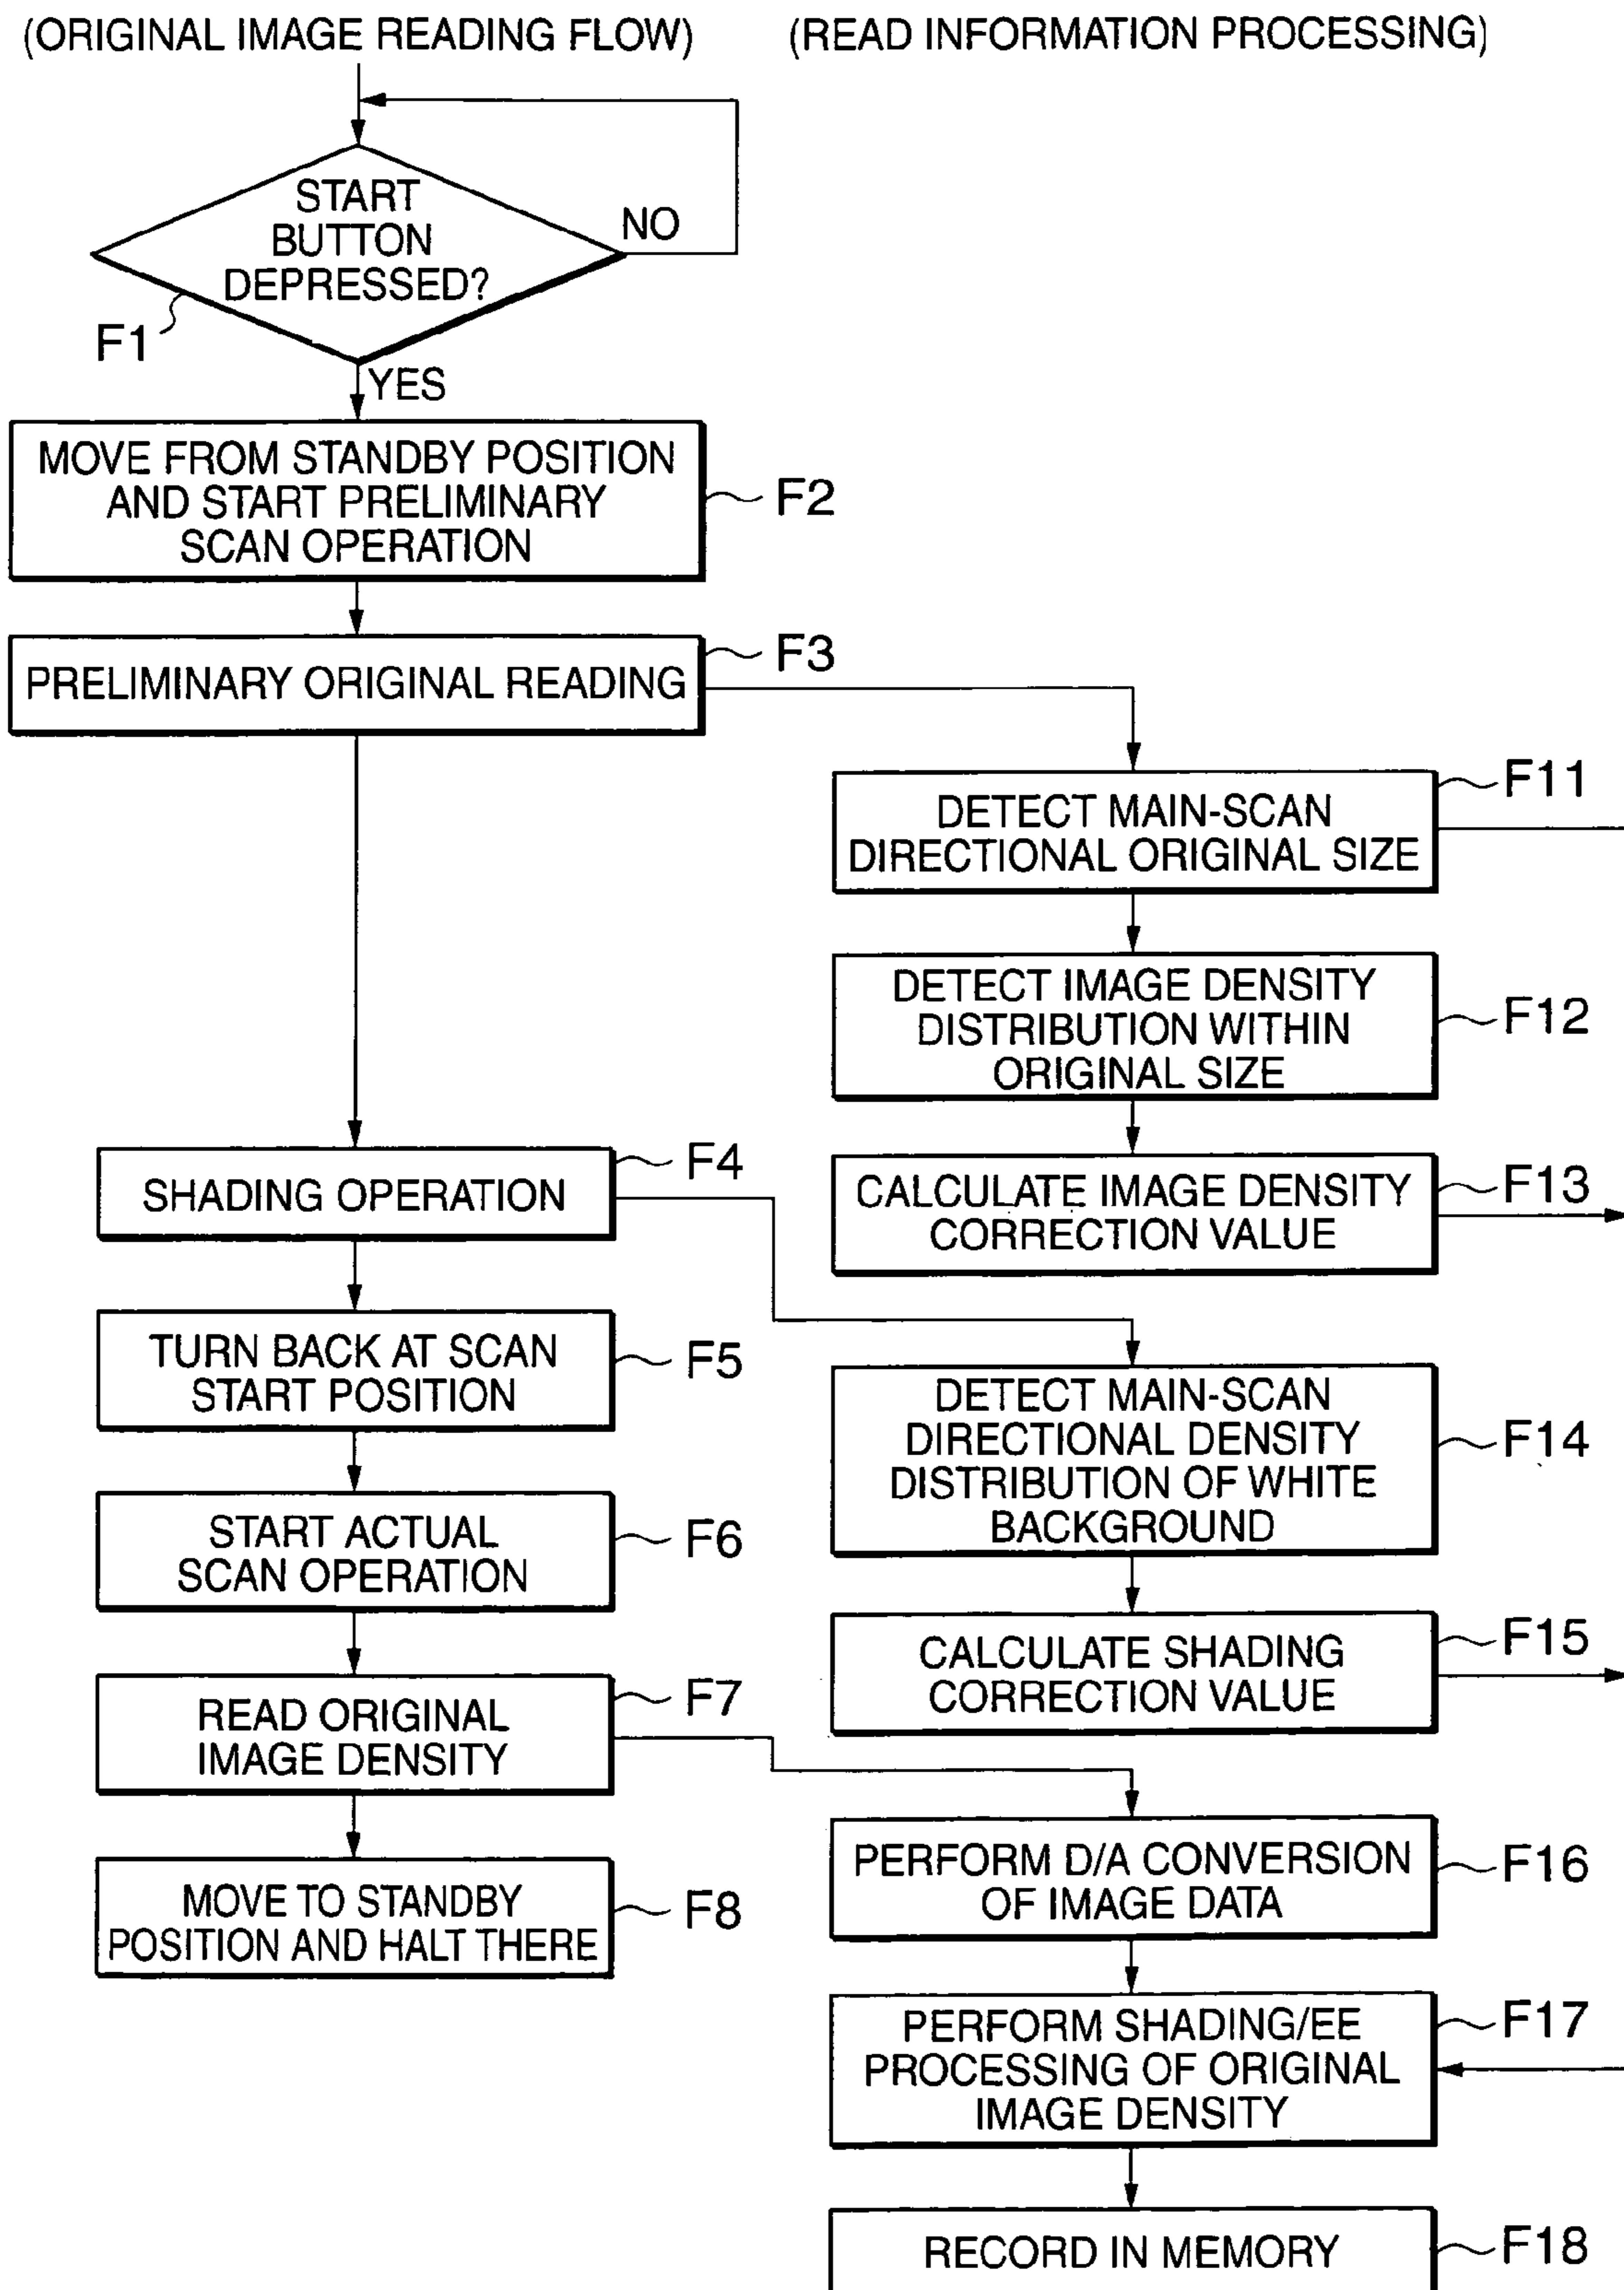 (ORIGINAL IMAGE READING FLOW)
(READ INFORMATION PROCESSING)
START
BUTTON
DEPRESSED?
NO
F1
YES
MOVE FROM STANDBY POSITION
AND START PRELIMINARY
SCAN OPERATION
F2
PRELIMINARY ORIGINAL READING
F3
DETECT MAIN-SCAN
DIRECTIONAL ORIGINAL SIZE
F11
DETECT IMAGE DENSITY
DISTRIBUTION WITHIN
ORIGINAL SIZE
F12
SHADING OPERATION
F4
CALCULATE IMAGE DENSITY
CORRECTION VALUE
F13
TURN BACK AT SCAN
START POSITION
F5
DETECT MAIN-SCAN
DIRECTIONAL DENSITY
DISTRIBUTION OF WHITE
BACKGROUND
F14
START ACTUAL
SCAN OPERATION
F6
CALCULATE SHADING
CORRECTION VALUE
F15
READ ORIGINAL
IMAGE DENSITY
F7
PERFORM D/A CONVERSION
OF IMAGE DATA
F16
MOVE TO STANDBY
POSITION AND HALT THERE
F8
PERFORM SHADING/EE
PROCESSING OF ORIGINAL
IMAGE DENSITY
F17
RECORD IN MEMORY
F18